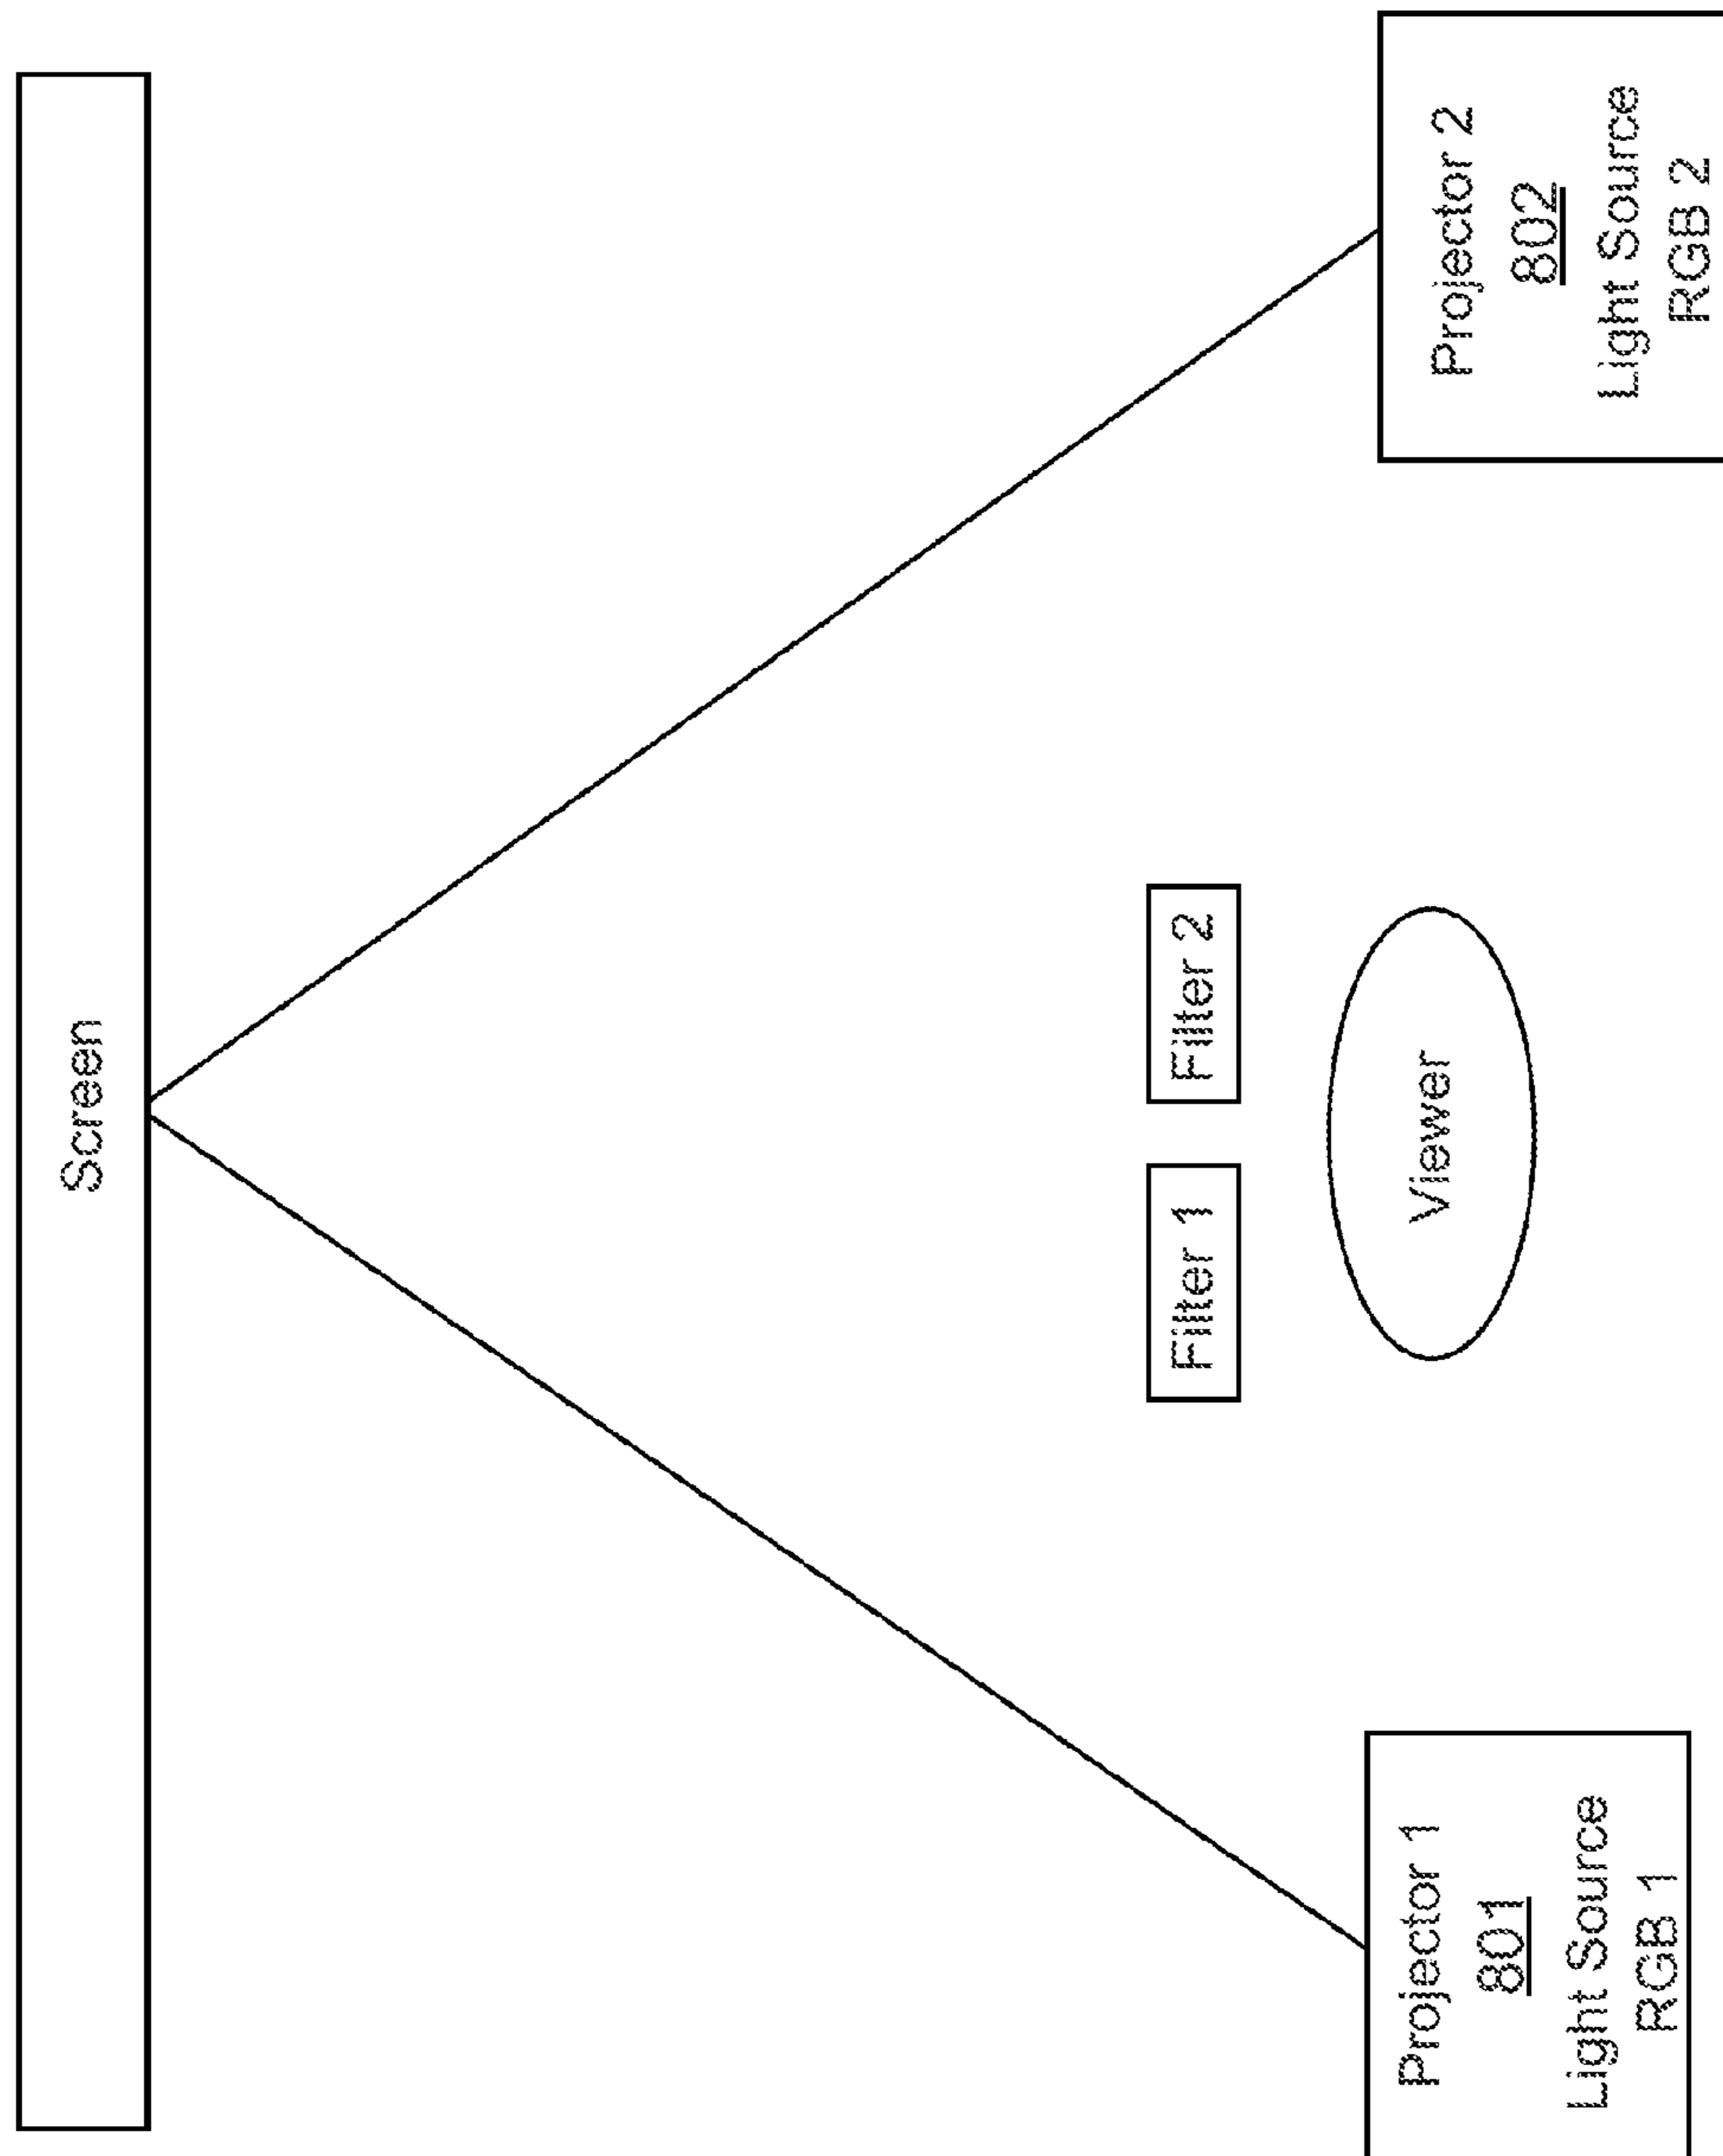 Screen
Filter 1
Filter 2
Viewer
Projector 1
801
Light Source
RGB 1
Projector 2
802
Light Source
RGB 2